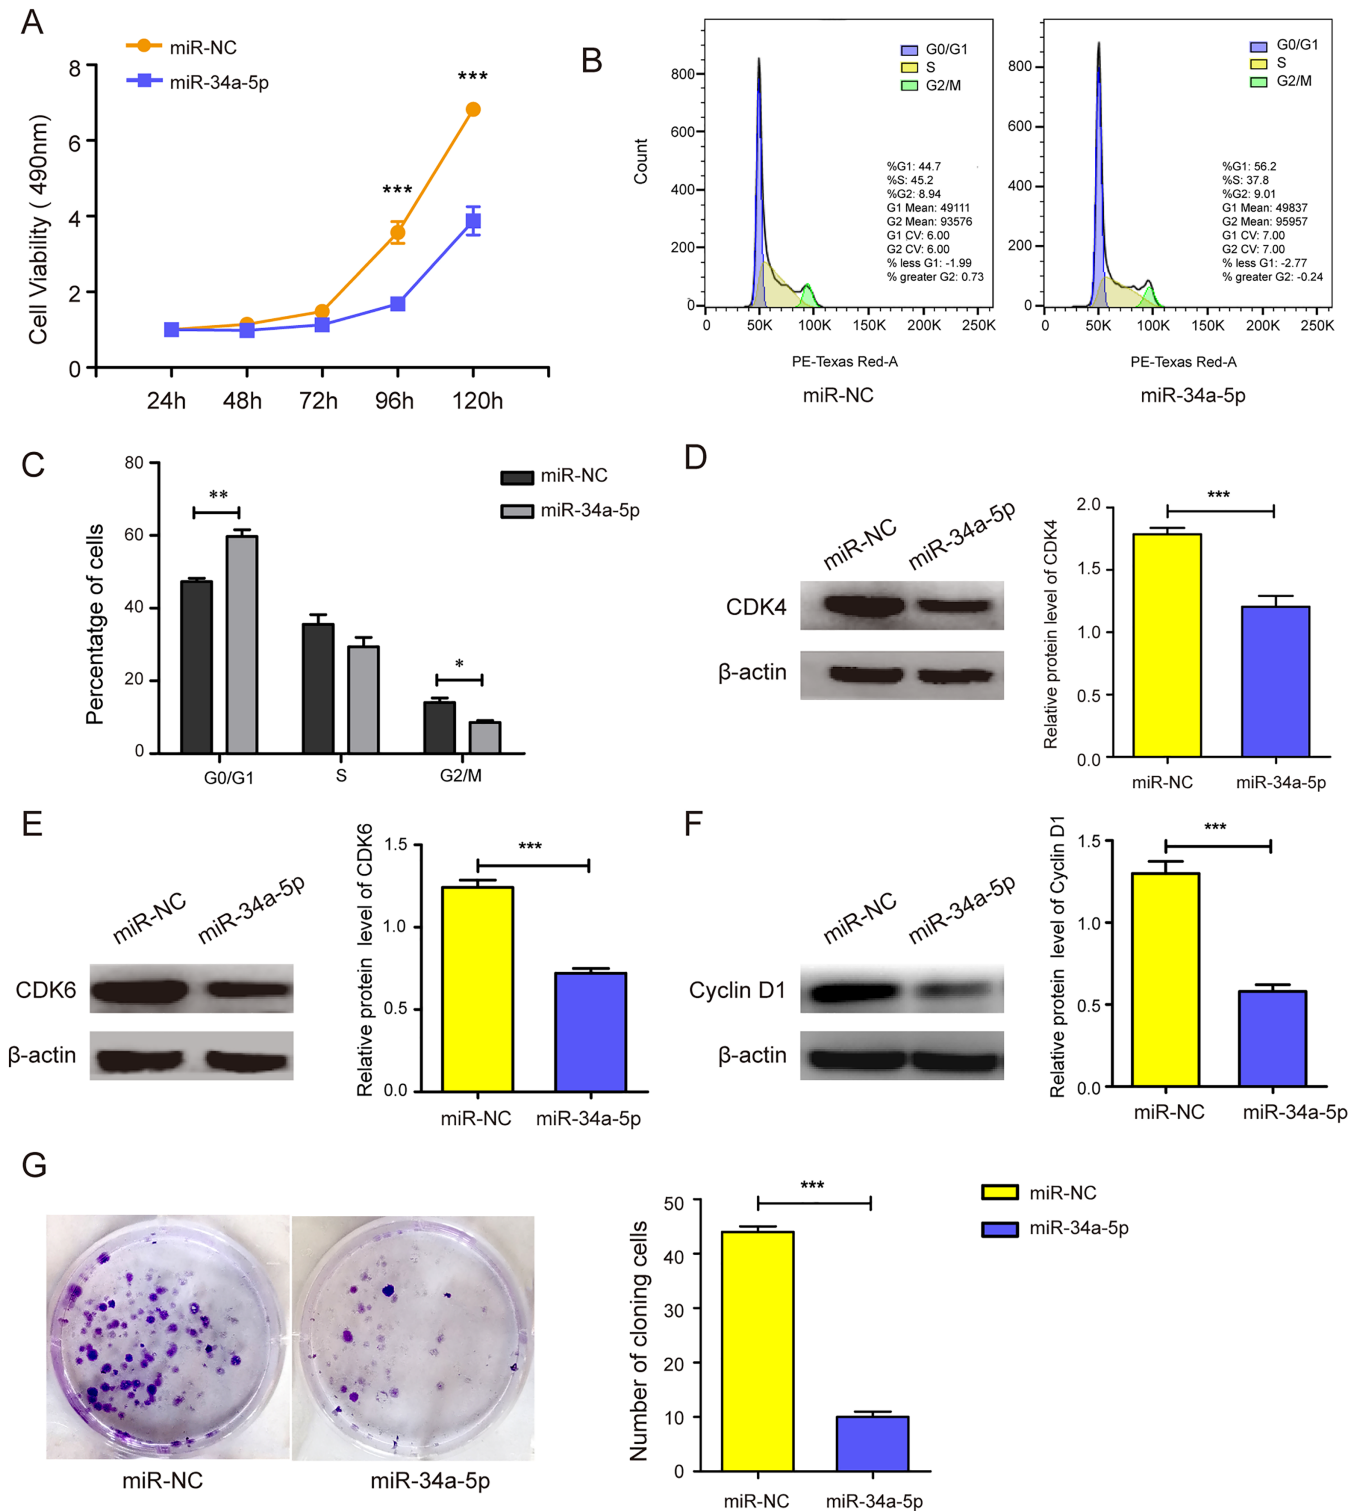 A
miR-NC
miR-34a-5p
Cell Viability ( 490nm)
8
6
4
2
0
***
***
24h 48h 72h 96h 120h
B
Count
800
600
400
200
0
G0/G1
S
G2/M
%G1: 44.7
%S: 45.2
%G2: 8.94
G1 Mean: 49111
G2 Mean: 93576
G1 CV: 6.00
G2 CV: 6.00
% less G1: -1.99
% greater G2: 0.73
0 50K 100K 150K 200K 250K
PE-Texas Red-A
miR-NC
800
600
400
200
0
G0/G1
S
G2/M
%G1: 56.2
%S: 37.8
%G2: 9.01
G1 Mean: 49837
G2 Mean: 95957
G1 CV: 7.00
G2 CV: 7.00
% less G1: -2.77
% greater G2: -0.24
0 50K 100K 150K 200K 250K
PE-Texas Red-A
miR-34a-5p
C
Percentatge of cells
80
60
40
20
0
miR-NC
miR-34a-5p
**
*
G0/G1 S G2/M
D
miR-NC miR-34a-5p
CDK4
β-actin
Relative protein level of CDK4
2.0
1.5
1.0
0.5
0.0
***
miR-NC miR-34a-5p
E
miR-NC miR-34a-5p
CDK6
β-actin
Relative protein level of CDK6
1.5
1.0
0.5
0.0
***
miR-NC miR-34a-5p
F
miR-NC miR-34a-5p
Cyclin D1
β-actin
Relative protein level of Cyclin D1
1.5
1.0
0.5
0.0
***
miR-NC miR-34a-5p
G
miR-NC miR-34a-5p
Number of cloning cells
50
40
30
20
10
0
***
miR-NC miR-34a-5p
miR-NC
miR-34a-5p